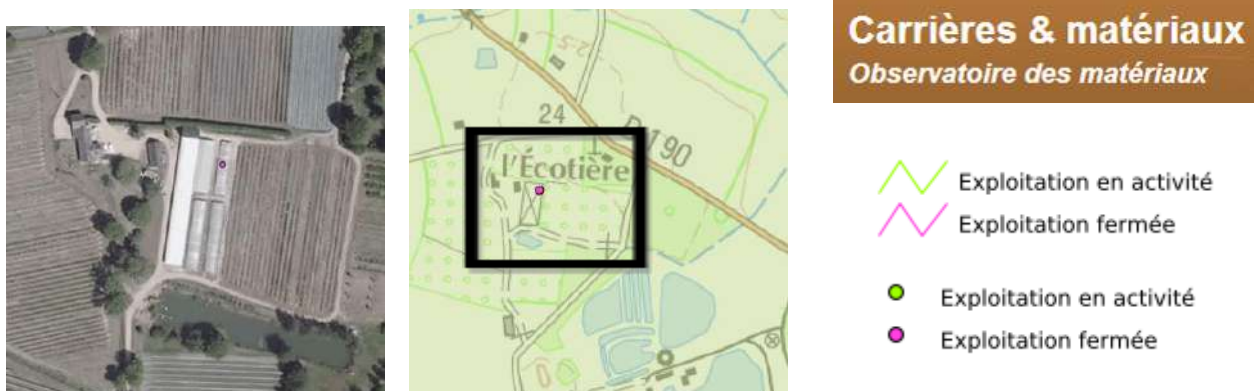 24
D 190
l'Écotière
Carrières & matériaux
Observatoire des matériaux
Exploitation en activité
Exploitation fermée
Exploitation en activité
Exploitation fermée